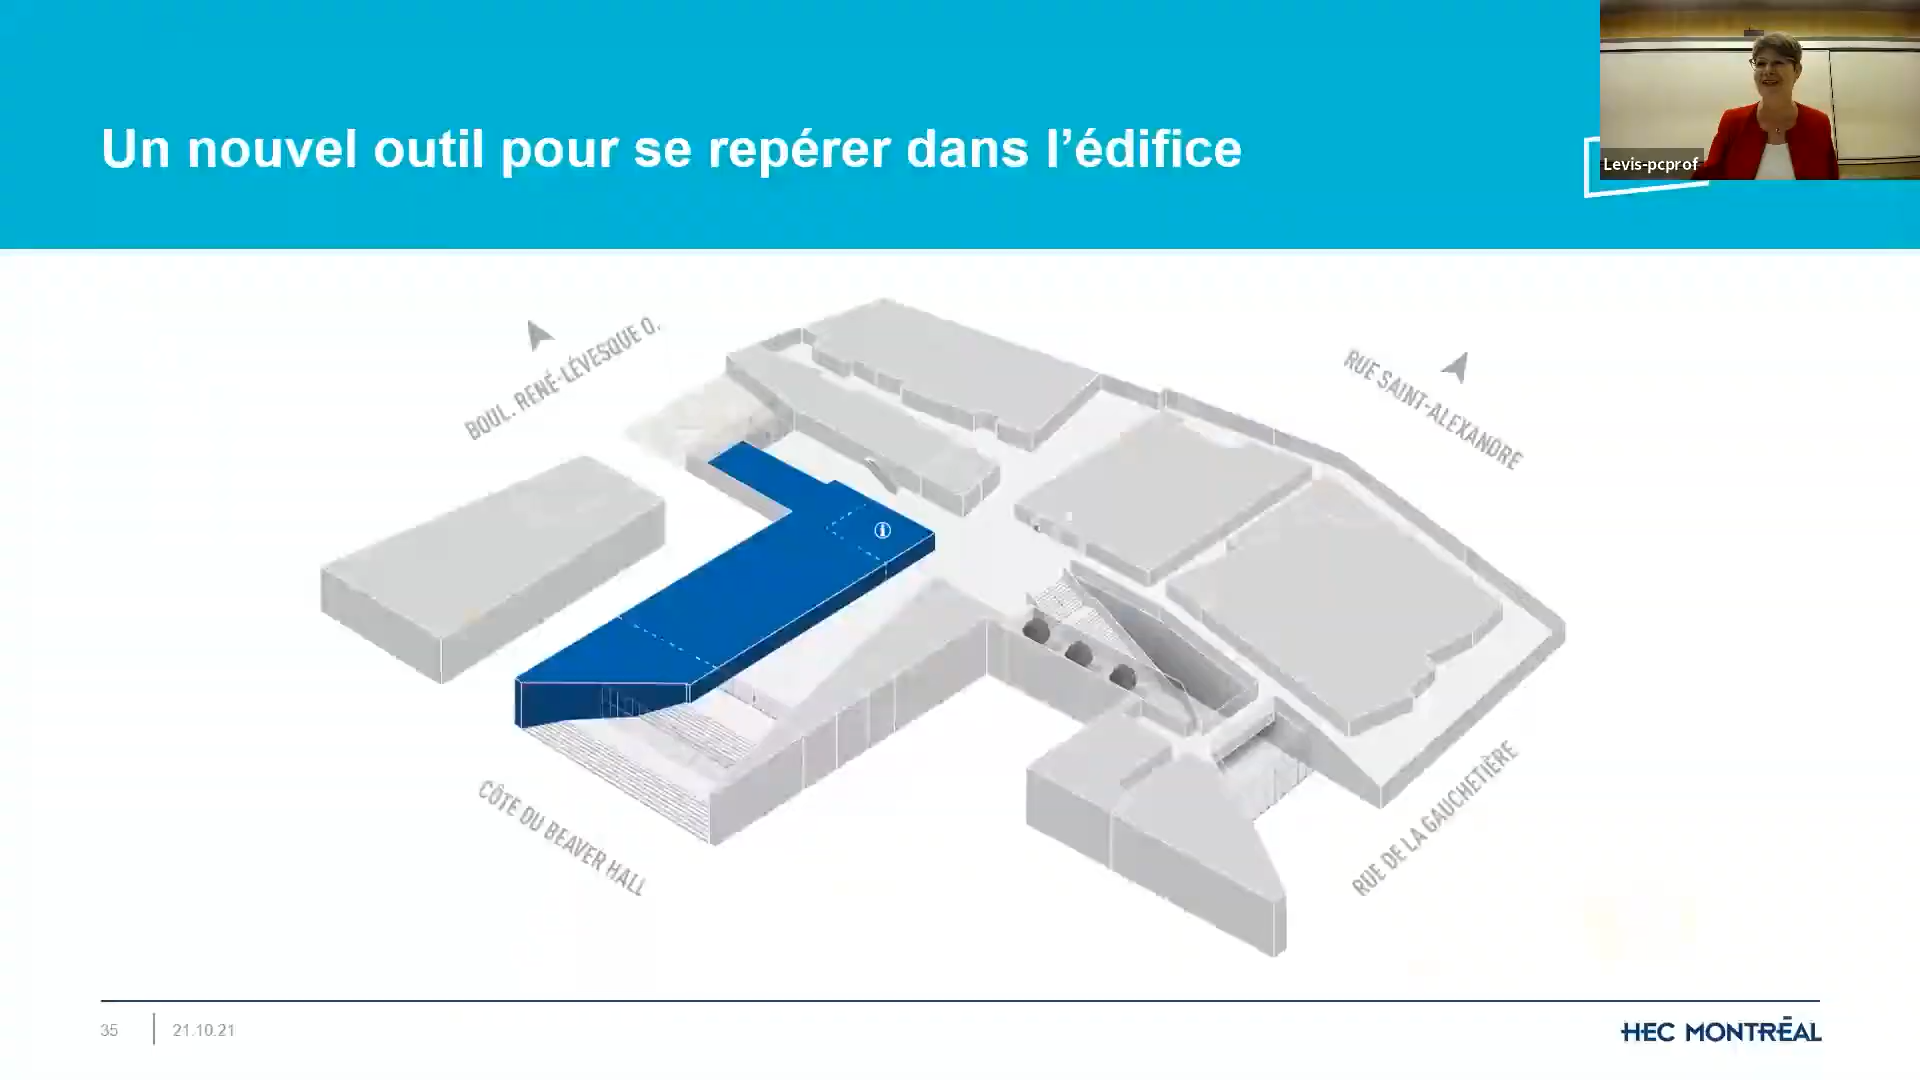 Un nouvel outil pour se repérer dans l’édifice
Levis-pcprof
BOUL. RENÉ-LÉVESQUE O.
RUE SAINT-ALEXANDRE
i
CÔTE DU BEAVER HALL
RUE DE LA GAUCHETIÈRE
35
21.10.21
HEC MONTRÉAL